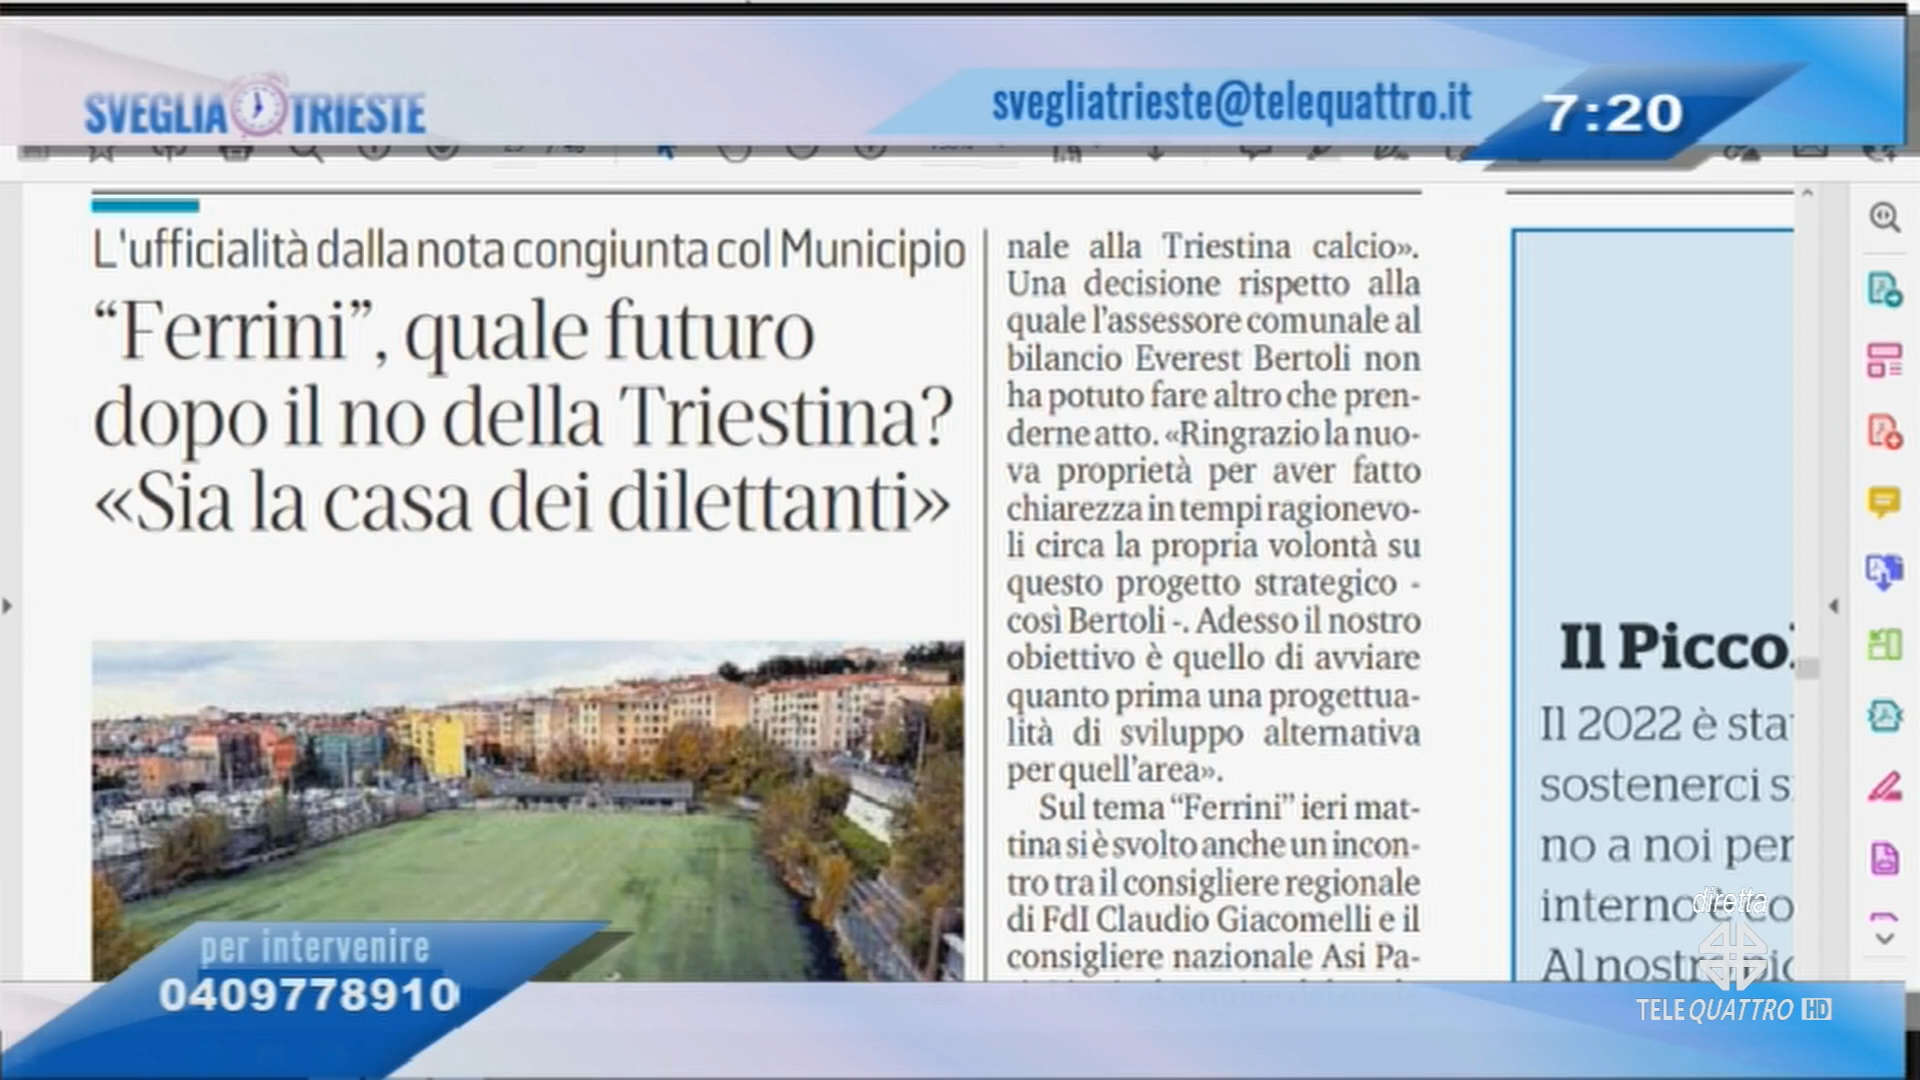 SVEGLIA TRIESTE
svegliatrieste@telequattro.it
7:20
L'ufficialità dalla nota congiunta col Municipio
“Ferrini”, quale futuro
dopo il no della Triestina?
«Sia la casa dei dilettanti»
nale alla Triestina calcio».
Una decisione rispetto alla
quale l’assessore comunale al
bilancio Everest Bertoli non
ha potuto fare altro che pren-
derne atto. «Ringrazio la nuo-
va proprietà per aver fatto
chiarezza in tempi ragionevo-
li circa la propria volontà su
questo progetto strategico -
così Bertoli -. Adesso il nostro
obiettivo è quello di avviare
quanto prima una progettua-
lità di sviluppo alternativa
per quell’area».
Sul tema “Ferrini” ieri mat-
tina si è svolto anche un incon-
tro tra il consigliere regionale
di FdI Claudio Giacomelli e il
consigliere nazionale Asi Pa-
Il Picco
Il 2022 è sta
sostenerci s
no a noi per
interno
Al nostr
per intervenire
0409778910
diretta
TELEQUATTRO HD